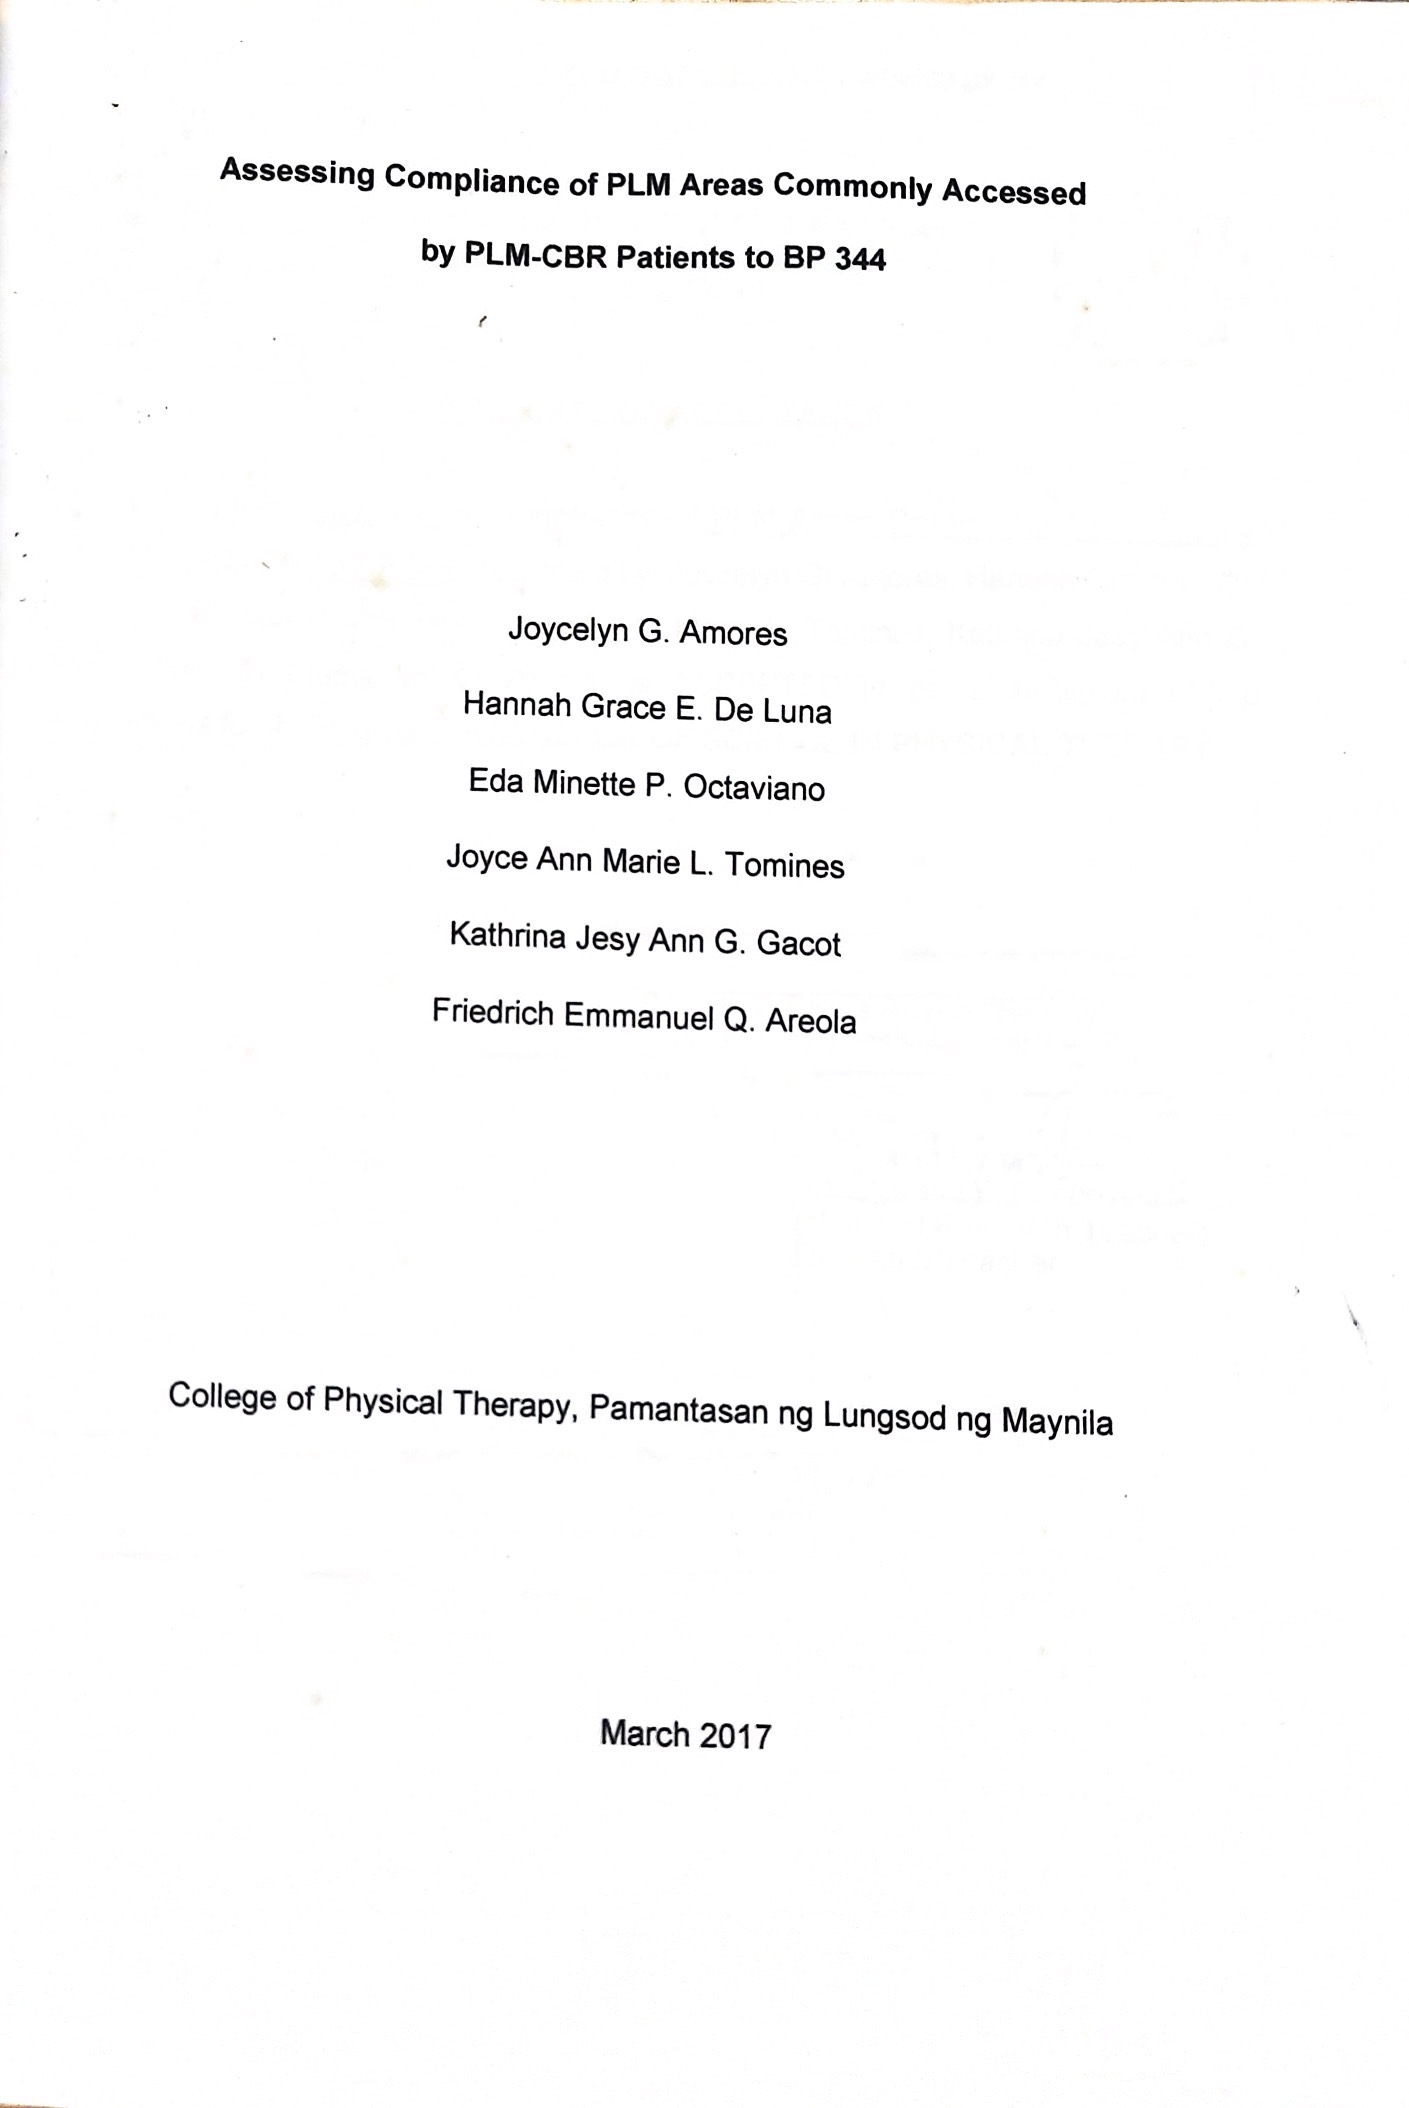 Assessing Compliance of PLM Areas Commonly Accessed
by PLM-CBR Patients to BP 344
Joycelyn G. Amores
Hannah Grace E. De Luna
Eda Minette P. Octaviano
Joyce Ann Marie L. Tomines
Kathrina Jesy Ann G. Gacot
Friedrich Emmanuel Q. Areola
College of Physical Therapy, Pamantasan ng Lungsod ng Maynila
March 2017